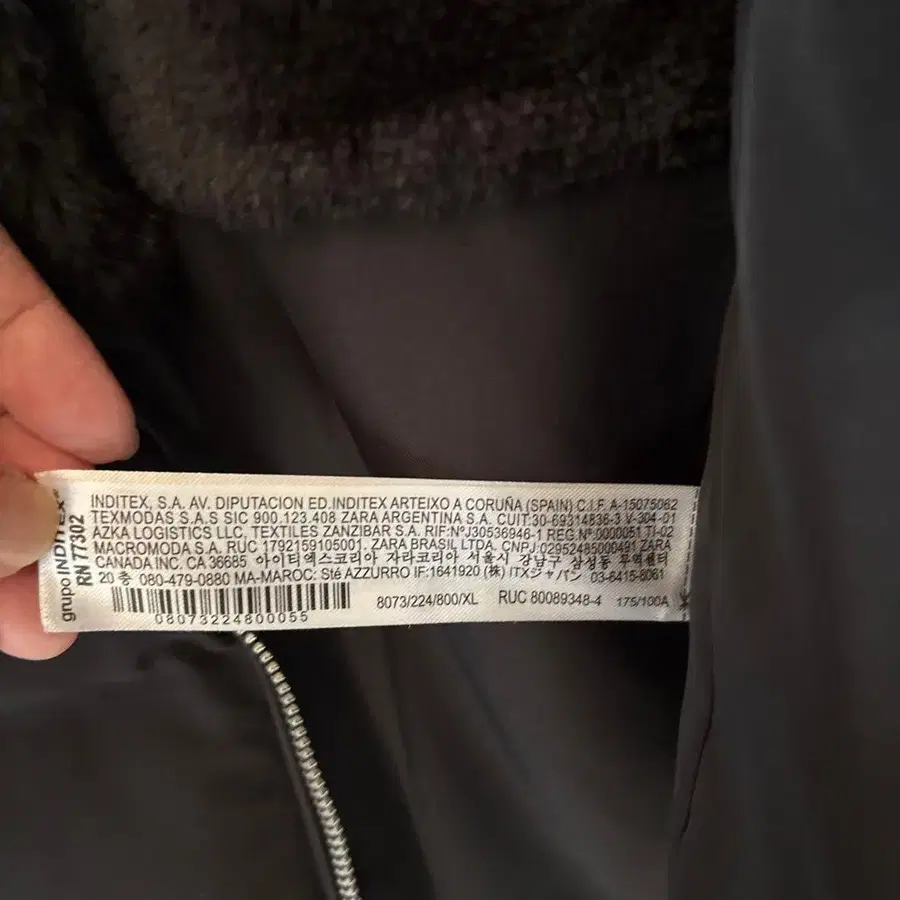 grupo INDITEX
RN 77302
INDITEX, S.A. AV. DIPUTACION ED.INDITEX ARTEIXO A CORUÑA (SPAIN) C.I.F. A-15075062
TEXMODAS S.A.S SIC 900.123.408 ZARA ARGENTINA S.A. CUIT:30-69314836-3 V-304-01
AZKA LOGISTICS LLC, TEXTILES ZANZIBAR S.A. RIF:NºJ30536946-1 REG.Nº0000051 TI-02
MACROMODA S.A. RUC 1792159105001. ZARA BRASIL LTDA. CNPJ:02952485000491 ZARA
CANADA INC. CA 36685 아이티엑스코리아 자라코리아 서울시 강남구 삼성동 무역센터
20 층 080-479-0880 MA-MAROC: Sté AZZURRO IF:1641920 (株) ITXジャパン 03-6415-8061
8073/224/800/XL RUC 80089348-4 175/100A
08073224800055